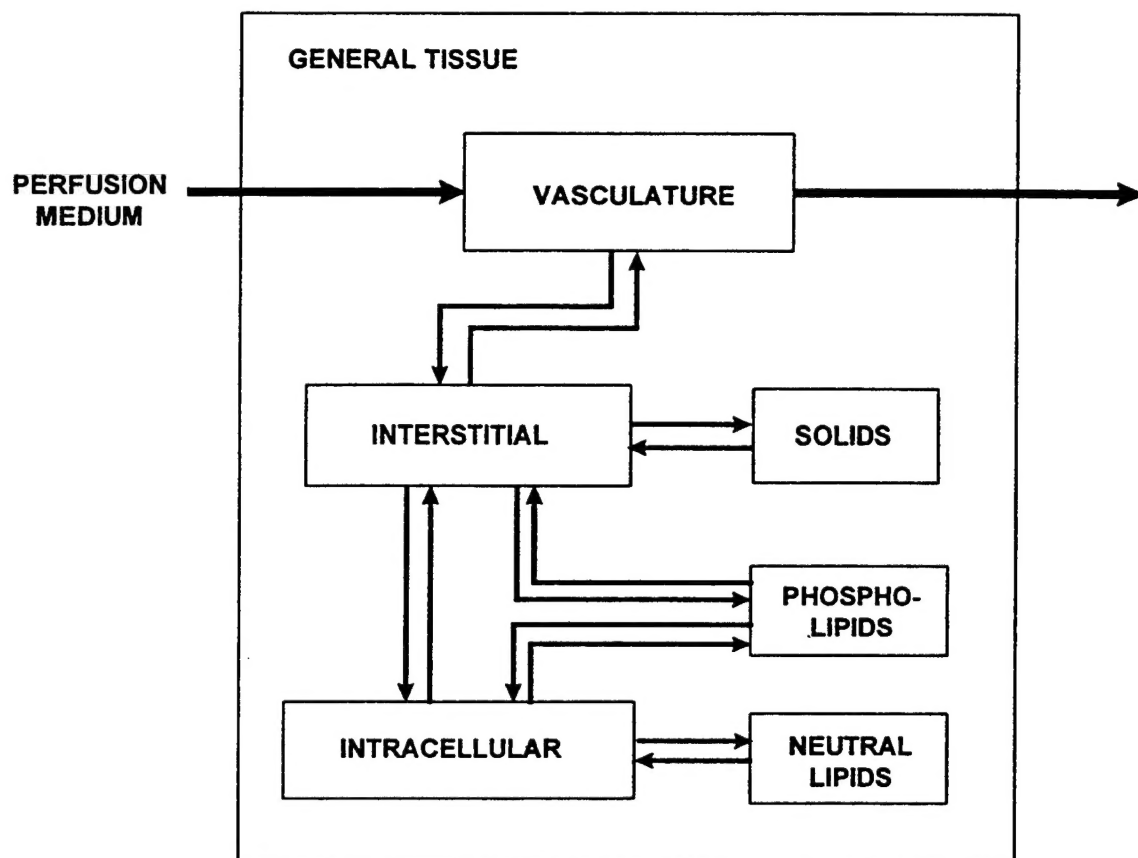 GENERAL TISSUE
PERFUSION
MEDIUM
VASCULATURE
INTERSTITIAL
SOLIDS
PHOSPHO-
LIPIDS
INTRACELLULAR
NEUTRAL
LIPIDS